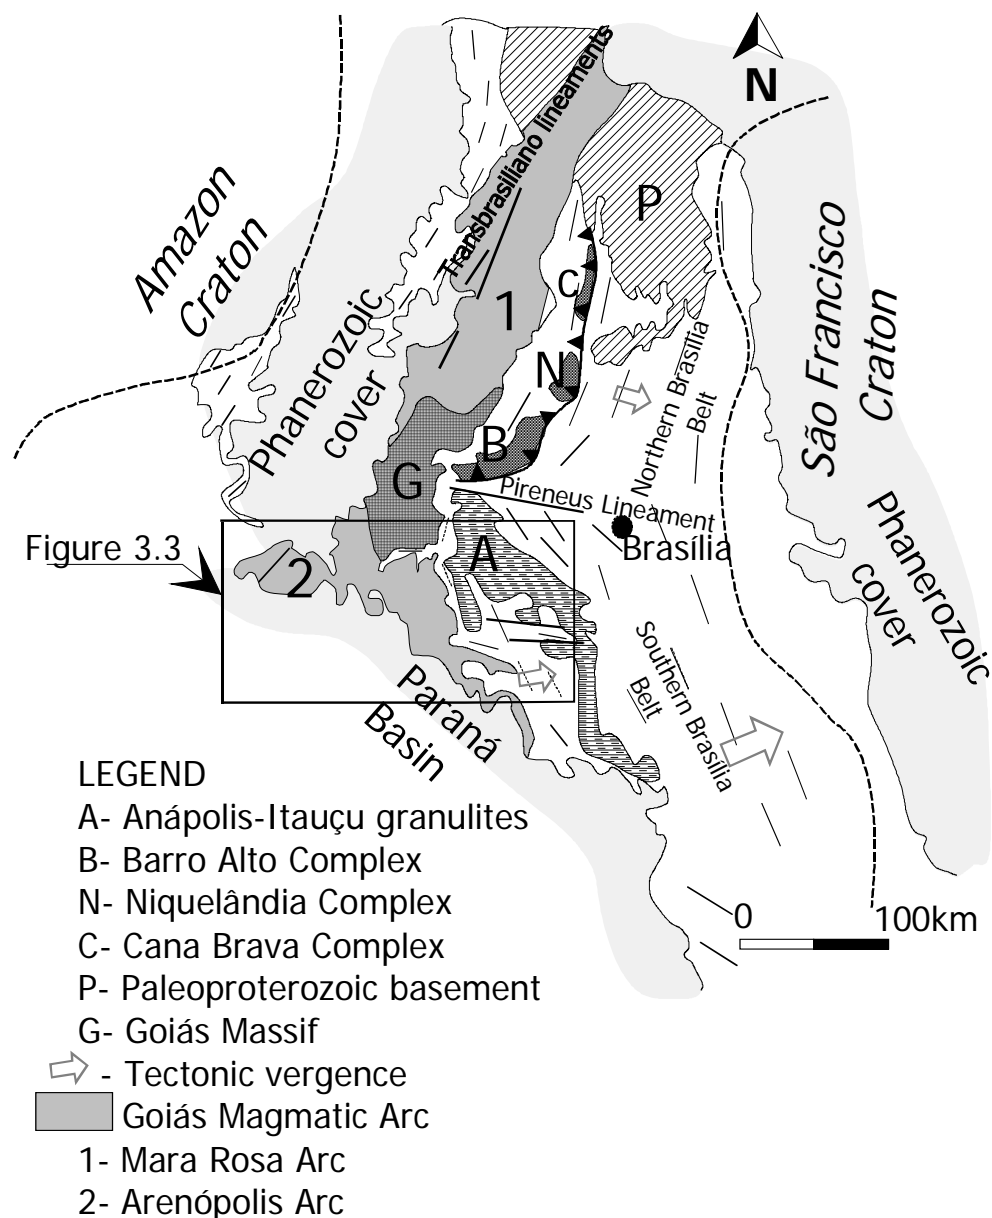 N
Transbrasiliano lineaments
Amazon
Craton
P
São Francisco
Craton
C
1
Phanerozoic
cover
Northern Brasília
Belt
N
B
G
Pireneus Lineament
Phanerozoic
cover
Brasília
Figure 3.3
A
2
Southern Brasília
Belt
Paraná
Basin
LEGEND
A- Anápolis-Itauçu granulites
B- Barro Alto Complex
N- Niquelândia Complex
C- Cana Brava Complex
P- Paleoproterozoic basement
G- Goiás Massif
- Tectonic vergence
Goiás Magmatic Arc
1- Mara Rosa Arc
2- Arenópolis Arc
0 100km